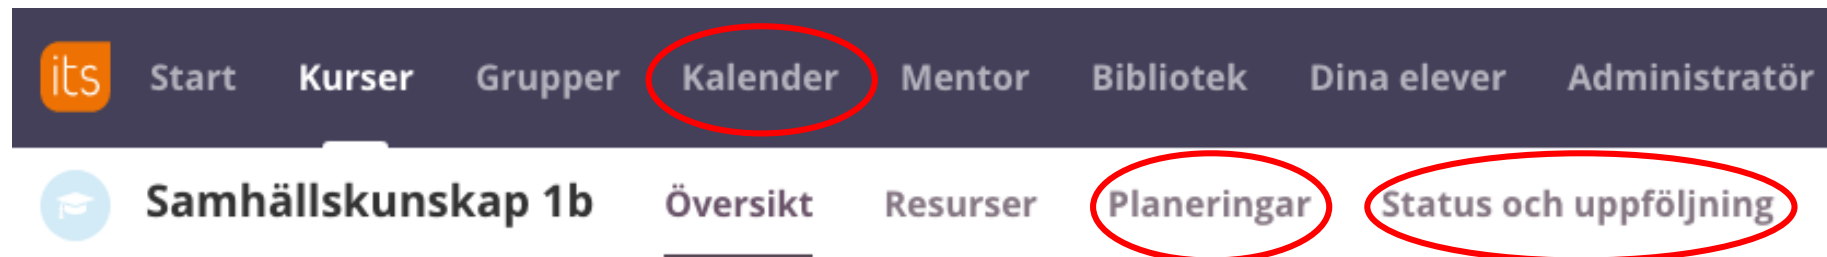 its Start Kurser Grupper Kalender Mentor Bibliotek Dina elever Administratör
Samhällskunskap 1b Översikt Resurser Planeringar Status och uppföljning